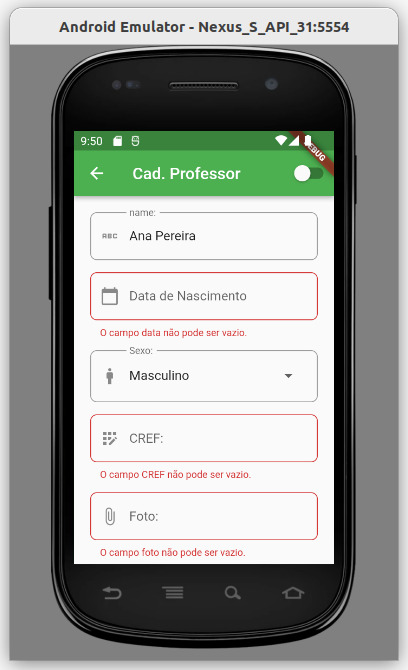 Android Emulator - Nexus_S_API_31:5554
9:50
DEBUG
Cad. Professor
name:
ABC
Ana Pereira
Data de Nascimento
O campo data não pode ser vazio.
Sexo:
Masculino
CREF:
O campo CREF não pode ser vazio.
Foto:
O campo foto não pode ser vazio.